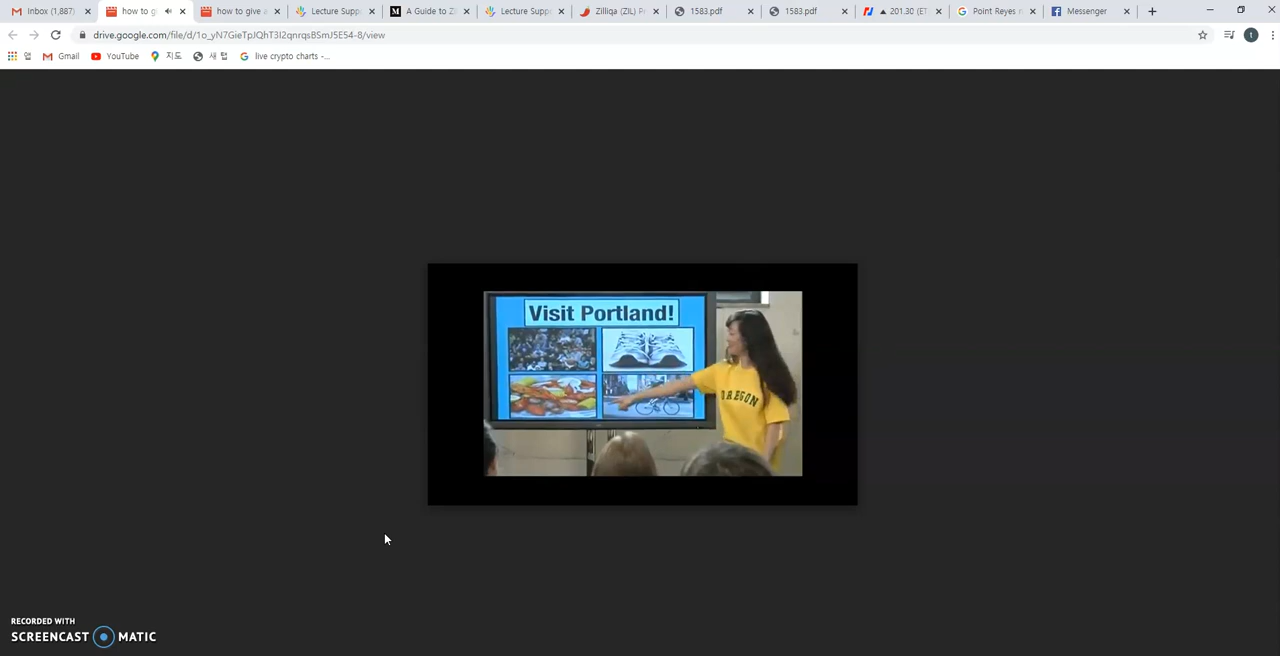 Inbox (1,887)
how to g
how to give a
Lecture Supp
A Guide to Zi
Lecture Supp
Zilliqa (ZIL) P
1583.pdf
1583.pdf
▲ 201.30 (ET
Point Reyes n
Messenger
drive.google.com/file/d/1o_yN7GieTpJQhT3I2qnrqsBSmJ5E54-8/view
t
앱
Gmail
YouTube
지도
새 탭
live crypto charts -...
Visit Portland!
OREGON
RECORDED WITH
SCREENCAST MATIC